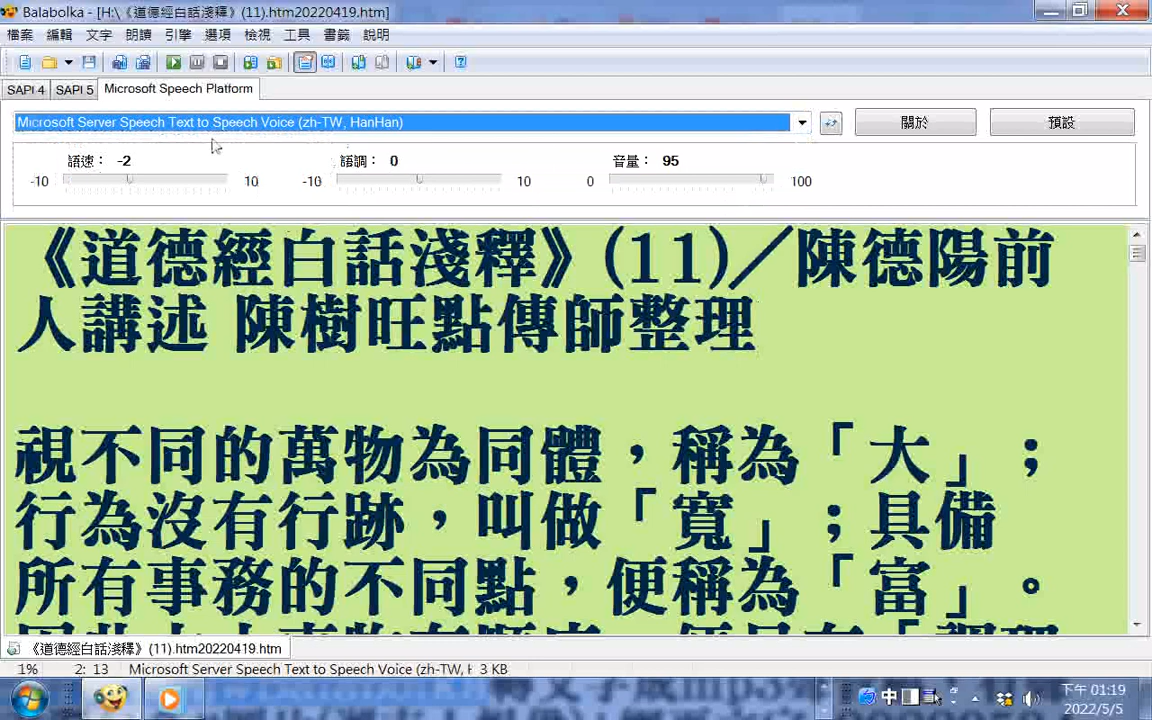 Balabolka - [H:\《道德經白話淺釋》(11).htm20220419.htm]
檔案 編輯 文字 朗讀 引擎 選項 檢視 工具 書籤 說明
SAPI 4 SAPI 5 Microsoft Speech Platform
Microsoft Server Speech Text to Speech Voice (zh-TW, HanHan) 關於 預設
語速： -2 語調： 0 音量： 95
-10 10 -10 10 0 100
《道德經白話淺釋》(11)／陳德陽前
人講述 陳樹旺點傳師整理
視不同的萬物為同體，稱為「大」；
行為沒有行跡，叫做「寬」；具備
所有事務的不同點，便稱為「富」。
《道德經白話淺釋》(11).htm20220419.htm
1% 2: 13 Microsoft Server Speech Text to Speech Voice (zh-TW, H 3 KB
中 下午 01:19
2022/5/5